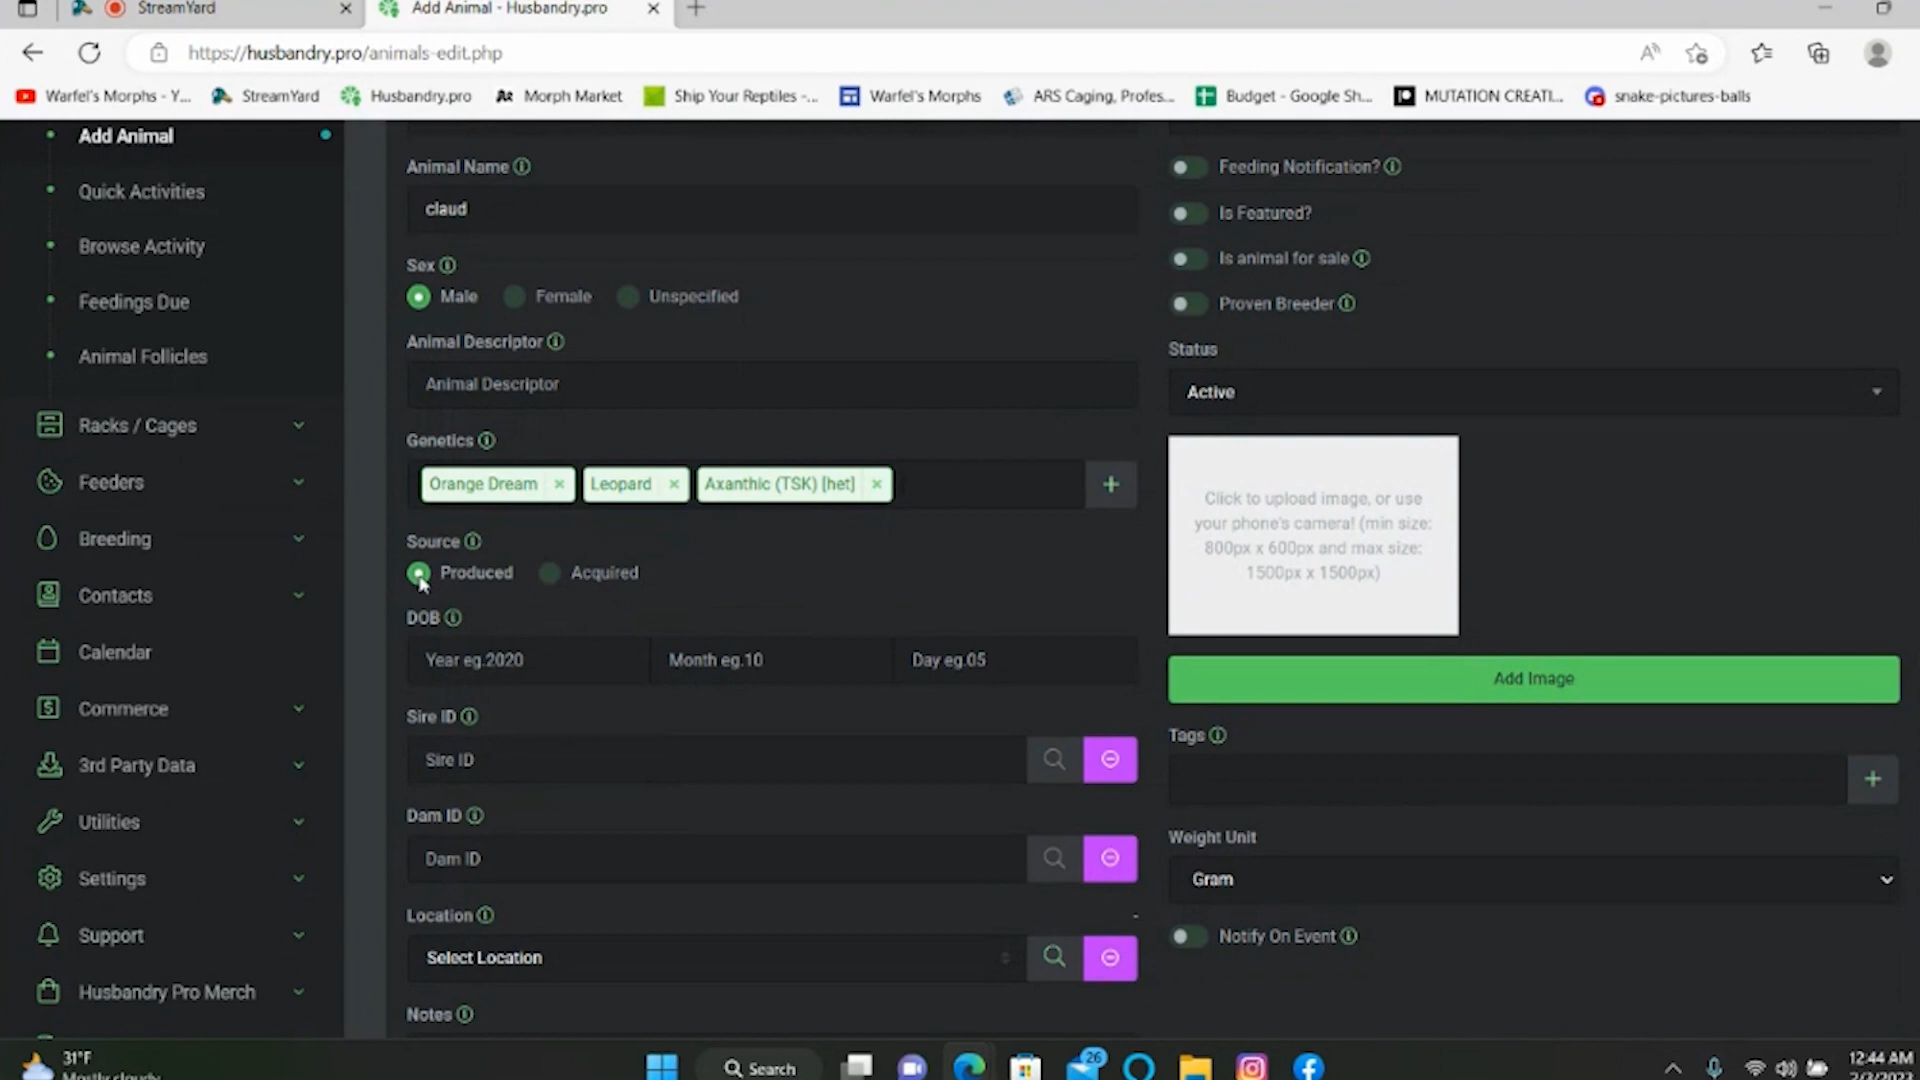 StreamYard
Add Animal - Husbandry.pro
https://husbandry.pro/animals-edit.php
Warfel's Morphs - Y...
StreamYard
Husbandry.pro
Morph Market
Ship Your Reptiles -...
Warfel's Morphs
ARS Caging, Profes...
Budget - Google Sh...
MUTATION CREATI...
snake-pictures-balls
Add Animal
Quick Activities
Browse Activity
Feedings Due
Animal Follicles
Racks / Cages
Feeders
Breeding
Contacts
Calendar
Commerce
3rd Party Data
Utilities
Settings
Support
Husbandry Pro Merch
Animal Name
claud
Sex
Male Female Unspecified
Animal Descriptor
Animal Descriptor
Genetics
Orange Dream × Leopard × Axanthic (TSK) [het] ×
+
Source
Produced Acquired
DOB
Year eg.2020 Month eg.10 Day eg.05
Sire ID
Sire ID
Dam ID
Dam ID
Location
-
Select Location
Notes
Feeding Notification?
Is Featured?
Is animal for sale
Proven Breeder
Status
Active
Click to upload image, or use
your phone's camera! (min size:
800px x 600px and max size:
1500px x 1500px)
Add Image
Tags
+
Weight Unit
Gram
Notify On Event
31°F
Mostly cloudy
Search
26
12:44 AM
2/3/2023